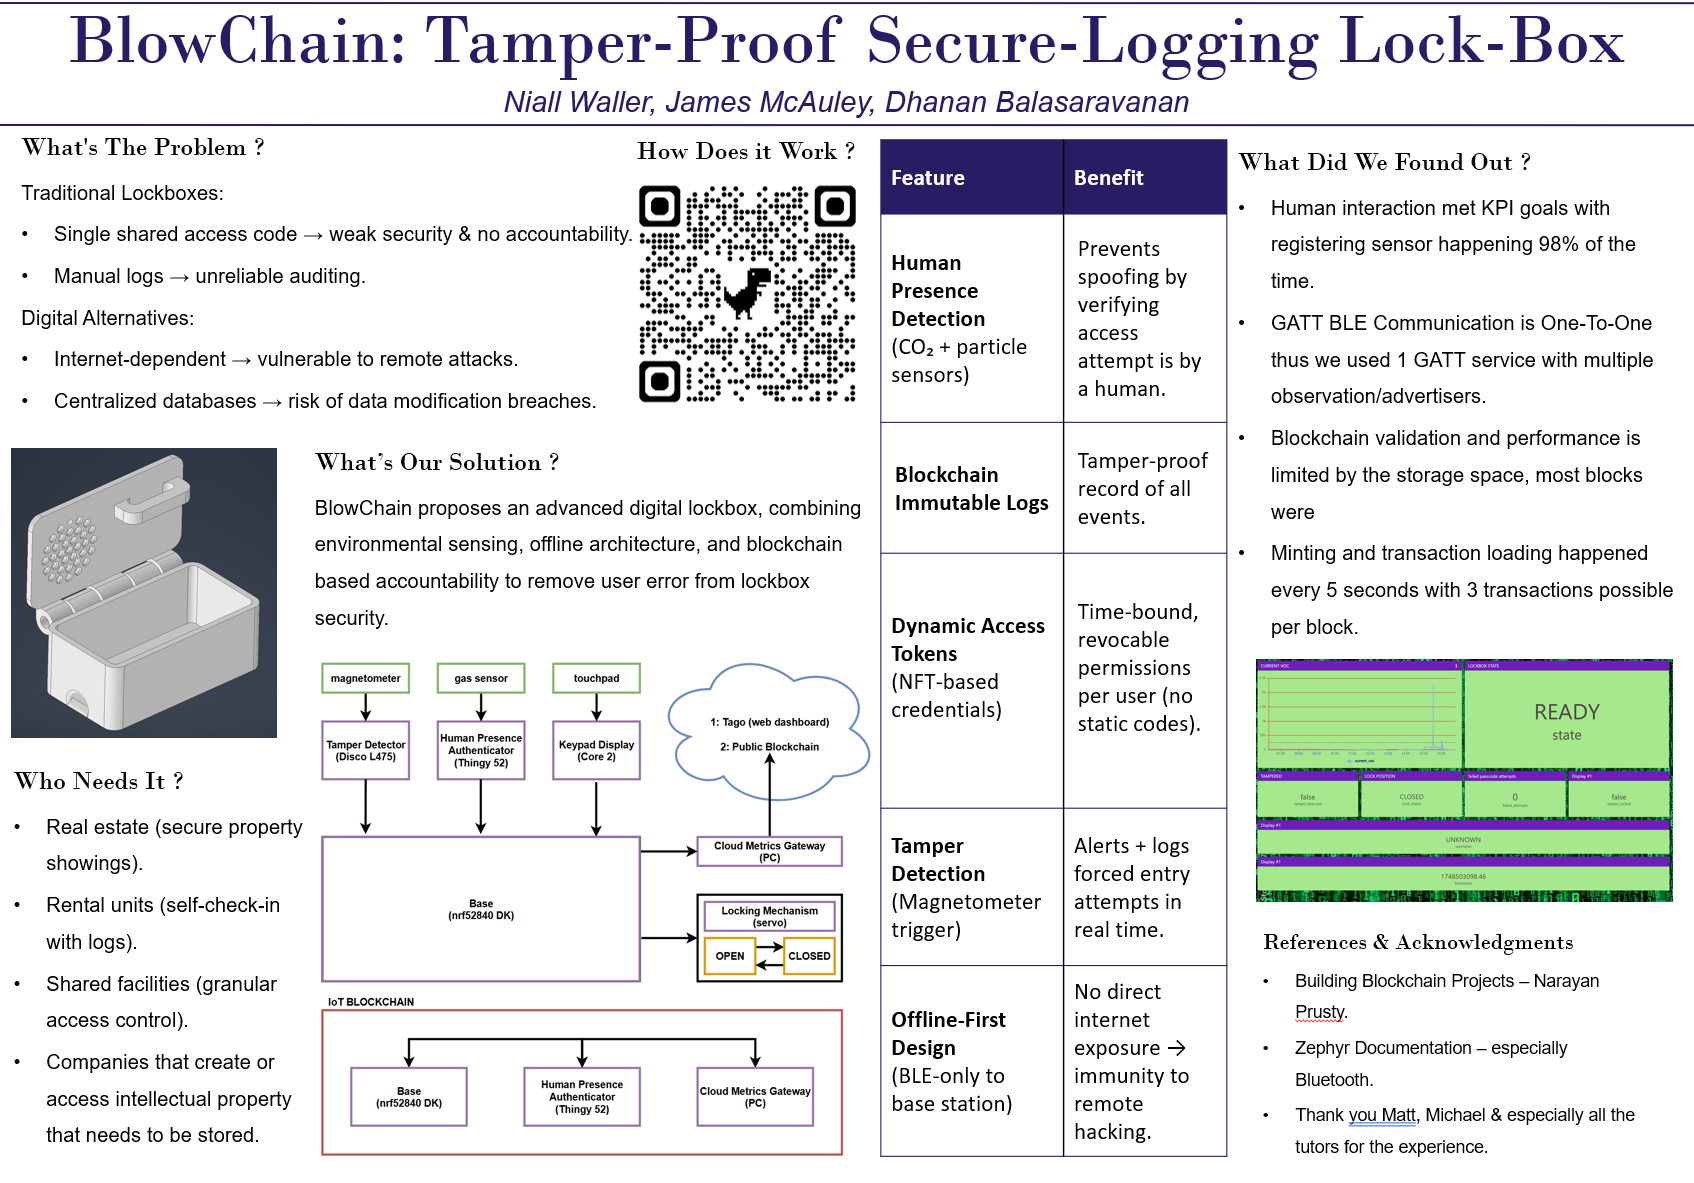 BlowChain: Tamper-Proof Secure-Logging Lock-Box
Niall Waller, James McAuley, Dhanan Balasaravanan
What's The Problem ?
Traditional Lockboxes:
• Single shared access code → weak security & no accountability.
• Manual logs → unreliable auditing.
Digital Alternatives:
• Internet-dependent → vulnerable to remote attacks.
• Centralized databases → risk of data modification breaches.
How Does it Work ?
What's Our Solution ?
BlowChain proposes an advanced digital lockbox, combining
environmental sensing, offline architecture, and blockchain
based accountability to remove user error from lockbox
security.
Who Needs It ?
• Real estate (secure property
showings).
• Rental units (self-check-in
with logs).
• Shared facilities (granular
access control).
• Companies that create or
access intellectual property
that needs to be stored.
magnetometer
gas sensor
touchpad
Tamper Detector
(Disco L475)
Human Presence
Authenticator
(Thingy 52)
Keypad Display
(Core 2)
1: Tago (web dashboard)
2: Public Blockchain
Base
(nrf52840 DK)
Cloud Metrics Gateway
(PC)
Locking Mechanism
(servo)
OPEN
CLOSED
IoT BLOCKCHAIN
Base
(nrf52840 DK)
Human Presence
Authenticator
(Thingy 52)
Cloud Metrics Gateway
(PC)
Feature
Benefit
Human
Presence
Detection
(CO₂ + particle
sensors)
Prevents
spoofing by
verifying
access
attempt is by
a human.
Blockchain
Immutable Logs
Tamper-proof
record of all
events.
Dynamic Access
Tokens
(NFT-based
credentials)
Time-bound,
revocable
permissions
per user (no
static codes).
Tamper
Detection
(Magnetometer
trigger)
Alerts + logs
forced entry
attempts in
real time.
Offline-First
Design
(BLE-only to
base station)
No direct
internet
exposure →
immunity to
remote
hacking.
What Did We Found Out ?
• Human interaction met KPI goals with
registering sensor happening 98% of the
time.
• GATT BLE Communication is One-To-One
thus we used 1 GATT service with multiple
observation/advertisers.
• Blockchain validation and performance is
limited by the storage space, most blocks
were
• Minting and transaction loading happened
every 5 seconds with 3 transactions possible
per block.
CURRENT VOC
LOCKBOX STATE
READY
state
TAMPERED
false
LOCK POSITION
CLOSED
failed passcode attempts
0
Display #1
false
Display #1
UNKNOWN
username
Display #1
1748503098.46
References & Acknowledgments
• Building Blockchain Projects – Narayan
Prusty.
• Zephyr Documentation – especially
Bluetooth.
• Thank you Matt, Michael & especially all the
tutors for the experience.